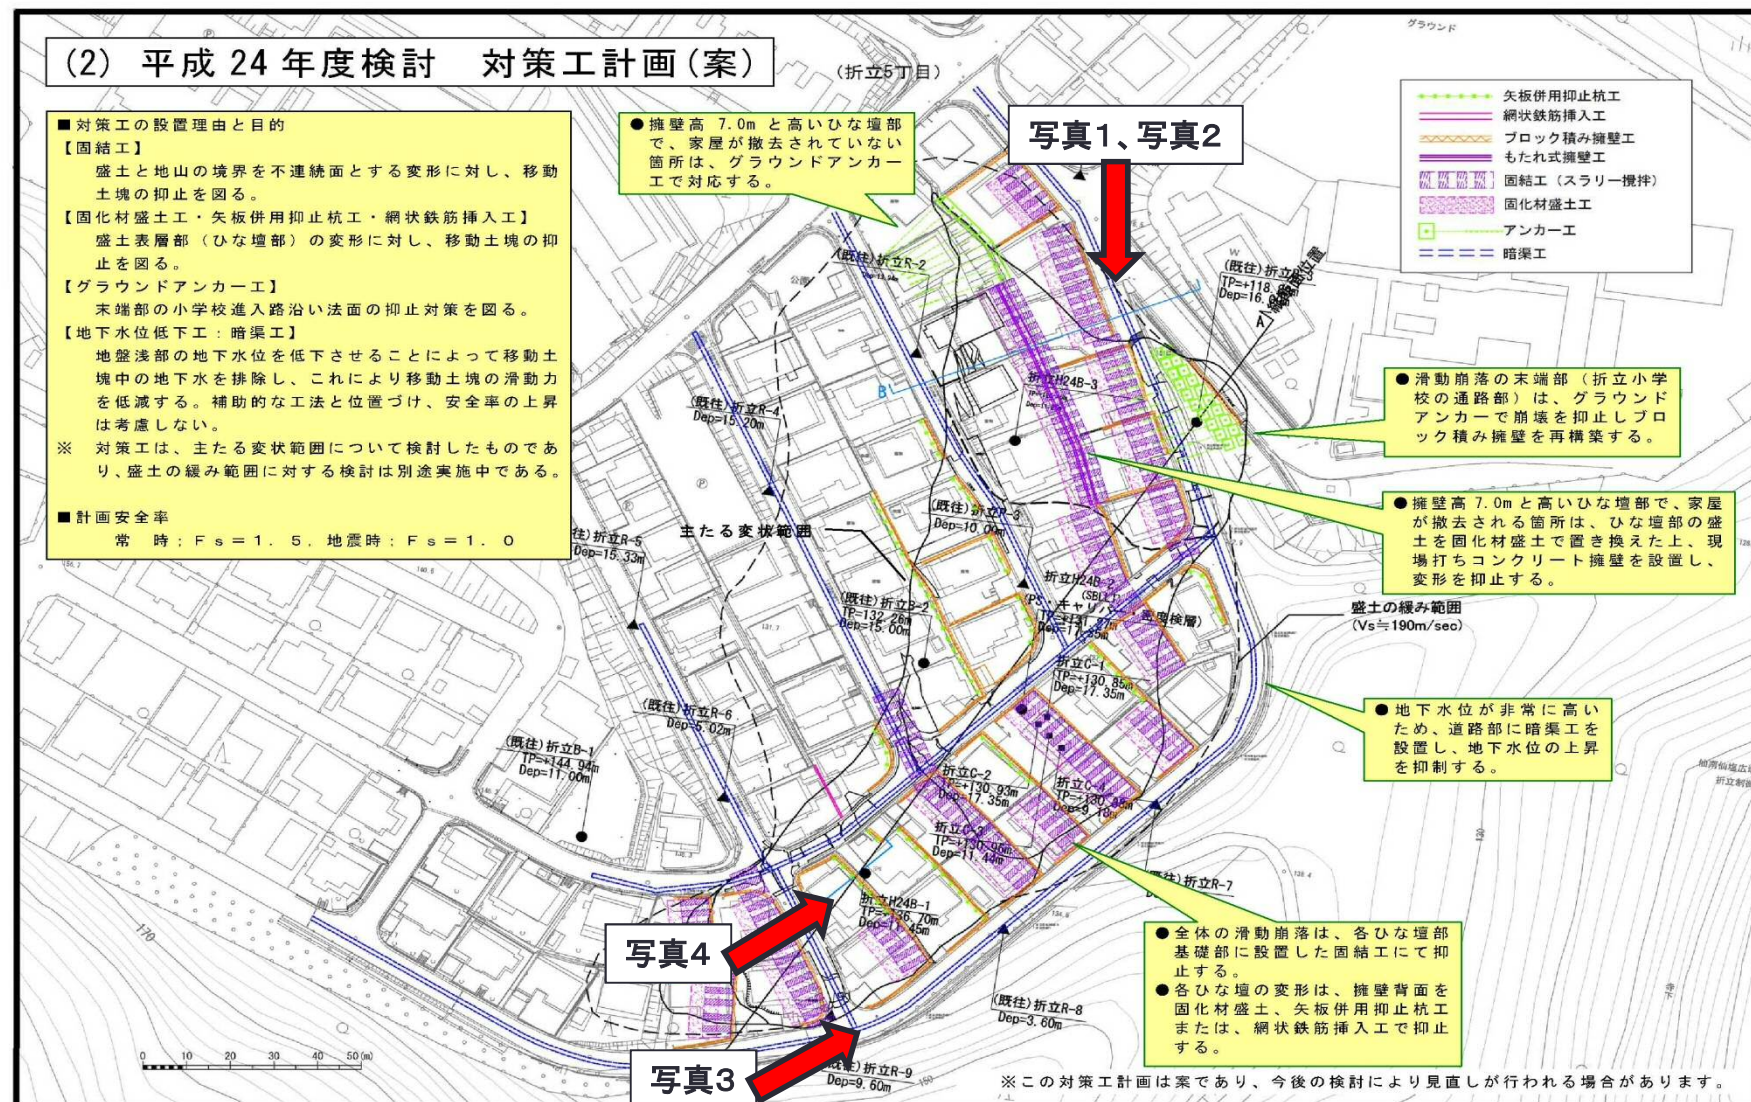 (2) 平成 24 年度検討　対策工計画(案)
(折立5丁目)
グラウンド
■対策工の設置理由と目的
【固結工】
盛土と地山の境界を不連続面とする変形に対し、移動
土塊の抑止を図る。
【固化材盛土工・矢板併用抑止杭工・網状鉄筋挿入工】
盛土表層部（ひな壇部）の変形に対し、移動土塊の抑
止を図る。
【グラウンドアンカー工】
末端部の小学校進入路沿い法面の抑止対策を図る。
【地下水位低下工：暗渠工】
地盤浅部の地下水位を低下させることによって移動土
塊中の地下水を排除し、これにより移動土塊の滑動力
を低減する。補助的な工法と位置づけ、安全率の上昇
は考慮しない。
※　対策工は、主たる変状範囲について検討したものであ
り、盛土の緩み範囲に対する検討は別途実施中である。
■計画安全率
常　時：Ｆｓ＝１．５．地震時：Ｆｓ＝１．０
●擁壁高 7.0m と高いひな壇部
で、家屋が撤去されていない
箇所は、グラウンドアンカー
工で対応する。
写真1、写真2
矢板併用抑止杭工
網状鉄筋挿入工
ブロック積み擁壁工
もたれ式擁壁工
固結工（スラリー攪拌）
固化材盛土工
アンカー工
暗渠工
(既往)折立R-2
公園
TP=+118.
Dep=16.
A
B
折立H24B-3
(既往)折立R-4
Dep=15.20m
●滑動崩落の末端部（折立小学
校の通路部）は、グラウンド
アンカーで崩壊を抑止しブロ
ック積み擁壁を再構築する。
●擁壁高 7.0m と高いひな壇部で、家屋
が撤去される箇所は、ひな壇部の盛
土を固化材盛土で置き換えた上、現
場打ちコンクリート擁壁を設置し、
変形を抑止する。
(既往)折立R-3
Dep=10.00m
主たる変状範囲
折立R-5
Dep=15.33m
折立H24B-2
(既往)折立B-2
TP=132.26m
Dep=15.00m
盛土の緩み範囲
(Vs≒190m/sec)
折立C-1
TP=+130.85m
Dep=17.35m
●地下水位が非常に高い
ため、道路部に暗渠工を
設置し、地下水位の上昇
を抑制する。
(既往)折立R-6
Dep=5.02m
(既往)折立B-1
TP=+144.94m
Dep=11.00m
折立C-2
TP=+130.93m
Dep=17.35m
折立C-4
Dep=9.18m
折立C-3
TP=+130.96m
Dep=11.44m
(既往)折立R-7
折立H24B-1
TP=+136.70m
Dep=11.45m
●全体の滑動崩落は、各ひな壇部
基礎部に設置した固結工にて抑
止する。
●各ひな壇の変形は、擁壁背面を
固化材盛土、矢板併用抑止杭工
または、網状鉄筋挿入工で抑止
する。
170
130
写真4
(既往)折立R-8
Dep=3.60m
写真3
折立R-9
Dep=9.60m
150
0 10 20 30 40 50(m)
※この対策工計画は案であり、今後の検討により見直しが行われる場合があります。